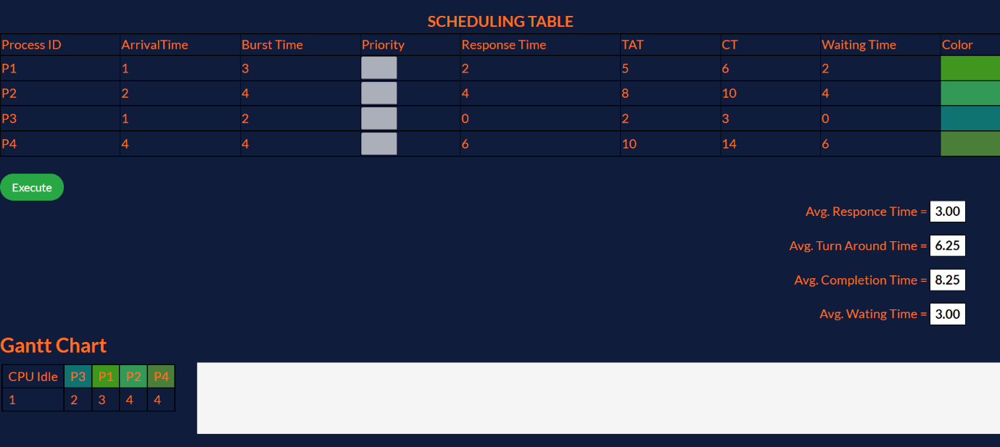 SCHEDULING TABLE
Process ID ArrivalTime Burst Time Priority Response Time TAT CT Waiting Time Color
P1 1 3 2 5 6 2
P2 2 4 4 8 10 4
P3 1 2 0 2 3 0
P4 4 4 6 10 14 6
Execute
Avg. Responce Time = 3.00
Avg. Turn Around Time = 6.25
Avg. Completion Time = 8.25
Avg. Wating Time = 3.00
Gantt Chart
CPU Idle P3 P1 P2 P4
1 2 3 4 4